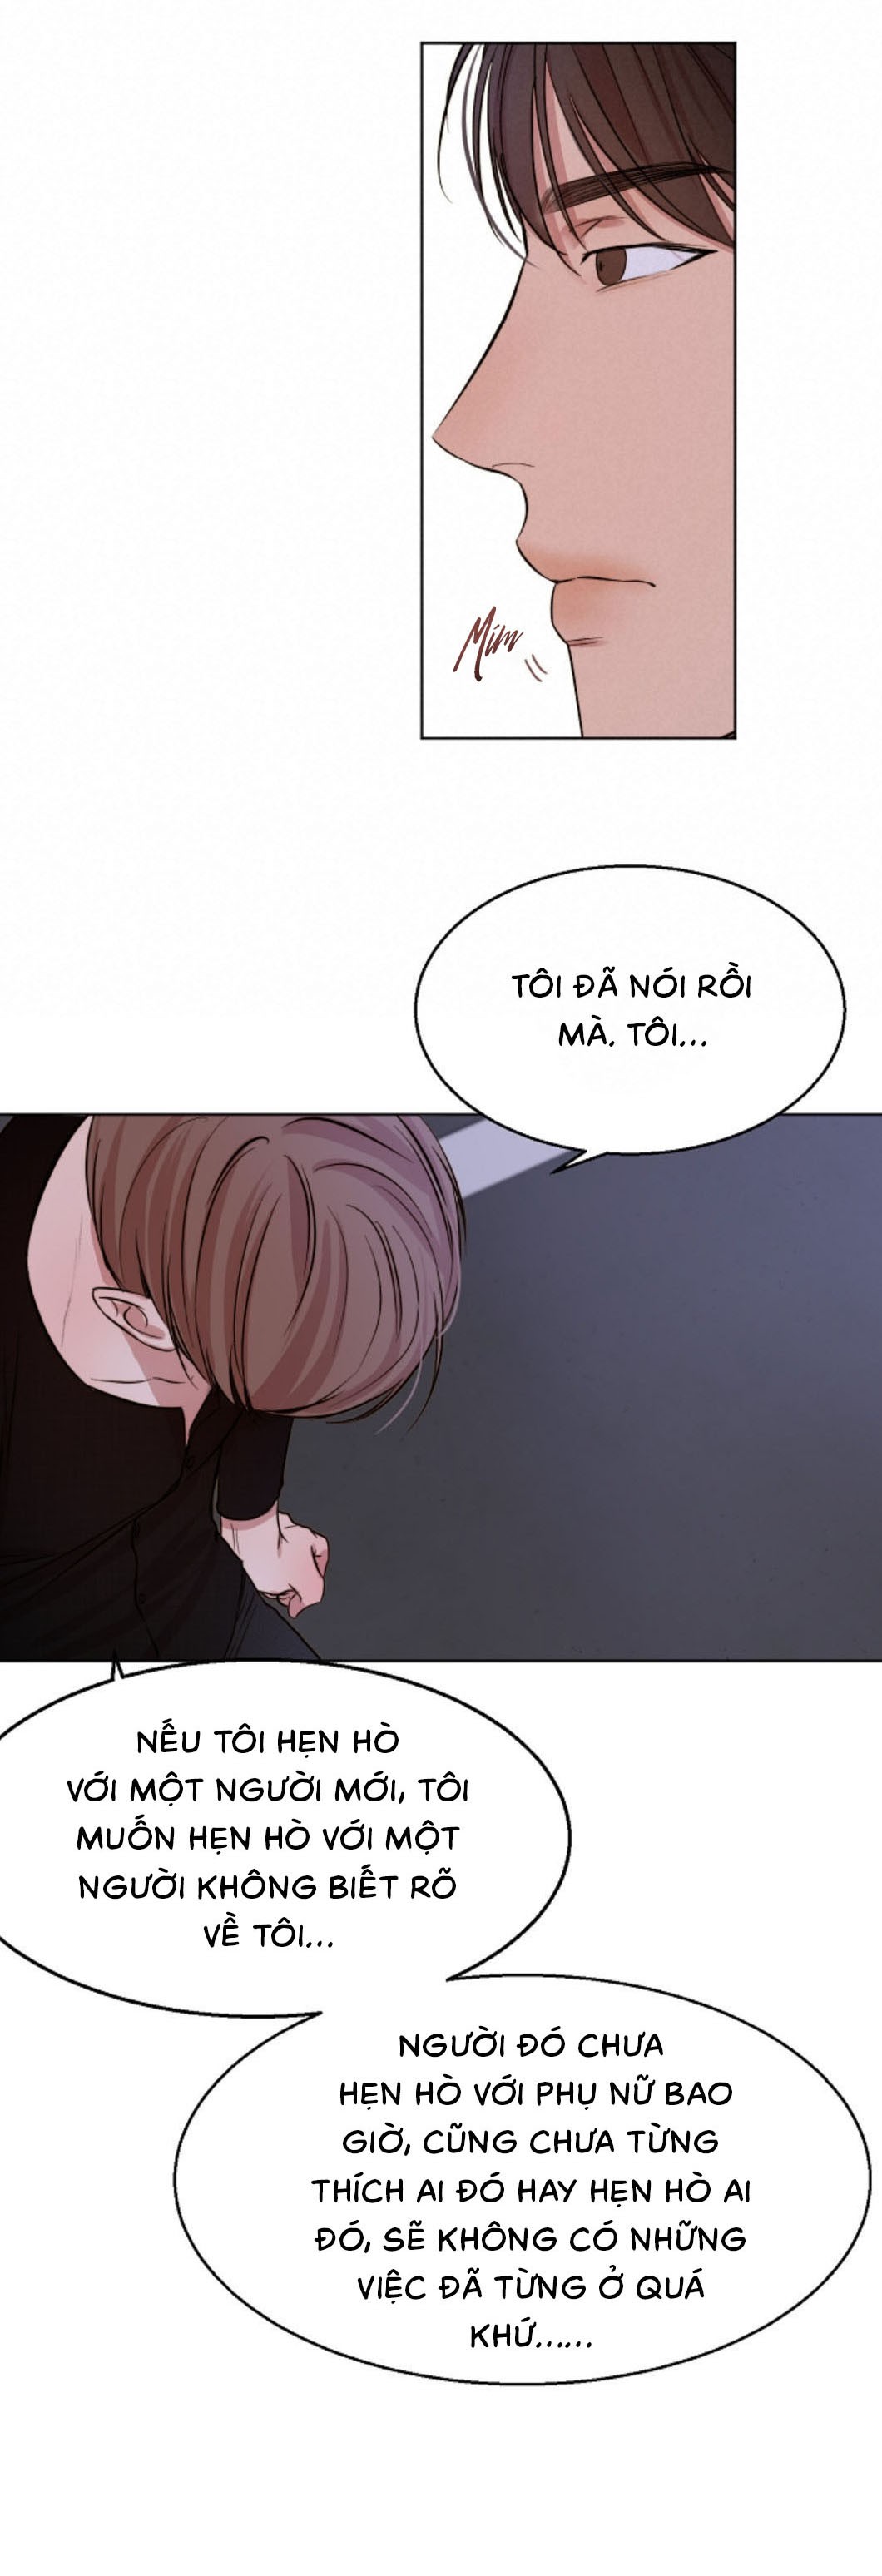 Mím
TÔI ĐÃ NÓI RỒI
MÀ. TÔI...
NẾU TÔI HẸN HÒ
VỚI MỘT NGƯỜI MỚI, TÔI
MUỐN HẸN HÒ VỚI MỘT
NGƯỜI KHÔNG BIẾT RÕ
VỀ TÔI...
NGƯỜI ĐÓ CHƯA
HẸN HÒ VỚI PHỤ NỮ BAO
GIỜ, CŨNG CHƯA TỪNG
THÍCH AI ĐÓ HAY HẸN HÒ AI
ĐÓ, SẼ KHÔNG CÓ NHỮNG
VIỆC ĐÃ TỪNG Ở QUÁ
KHỨ......